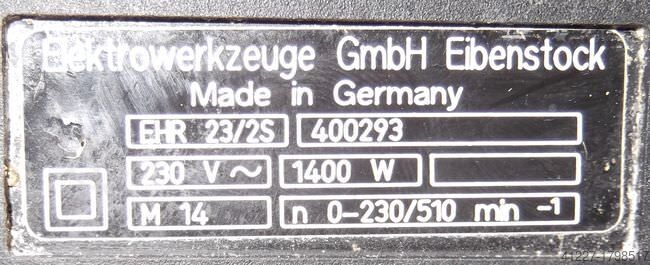 Elektrowerkzeuge GmbH Eibenstock
Made in Germany
EHR 23/2S 400293
230 V ~ 1400 W
M 14 n 0-230/510 min -1